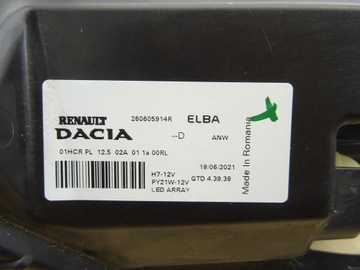 RENAULT 260605914R ELBA
DACIA --D ANW
01HCR PL 12,5 02A 01 1a 00RL
18/06/2021
H7-12V
PY21W-12V GTD 4.39.39
LED ARRAY
Made in Romania